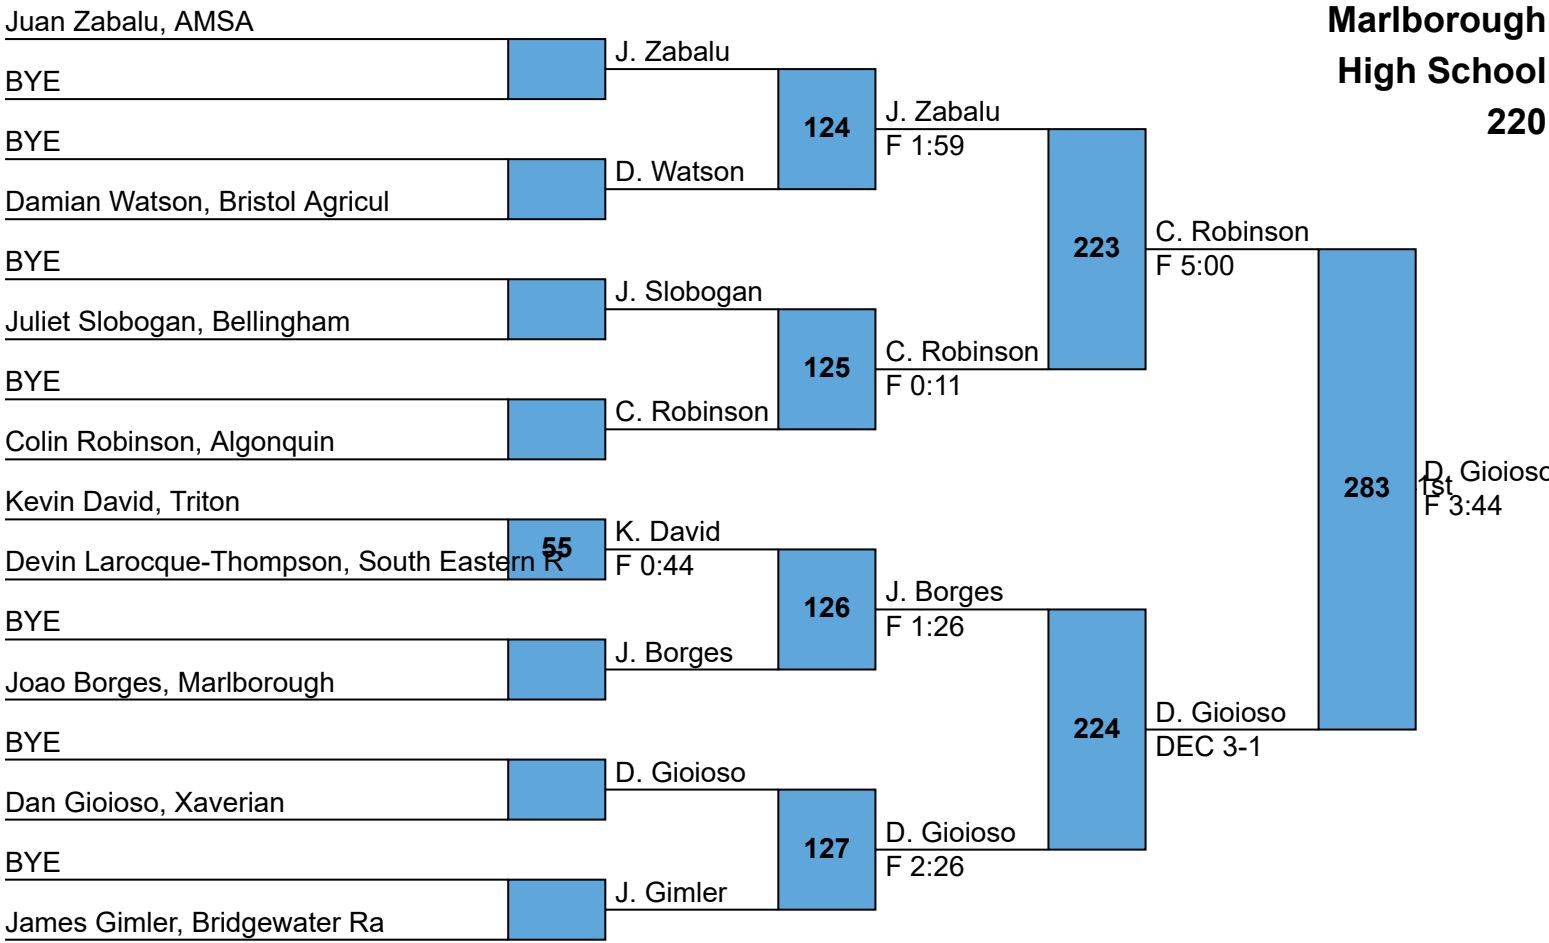 Juan Zabalu, AMSA
BYE
BYE
Damian Watson, Bristol Agricul
BYE
Juliet Slobogan, Bellingham
BYE
Colin Robinson, Algonquin
Kevin David, Triton
Devin Larocque-Thompson, South Eastern R
BYE
Joao Borges, Marlborough
BYE
Dan Gioioso, Xaverian
BYE
James Gimler, Bridgewater Ra
55
J. Zabalu
D. Watson
J. Slobogan
C. Robinson
K. David
F 0:44
J. Borges
D. Gioioso
J. Gimler
124
125
126
127
J. Zabalu
F 1:59
C. Robinson
F 0:11
J. Borges
F 1:26
D. Gioioso
F 2:26
223
224
C. Robinson
F 5:00
D. Gioioso
DEC 3-1
283
D. Gioioso
1st
F 3:44
Marlborough
High School
220